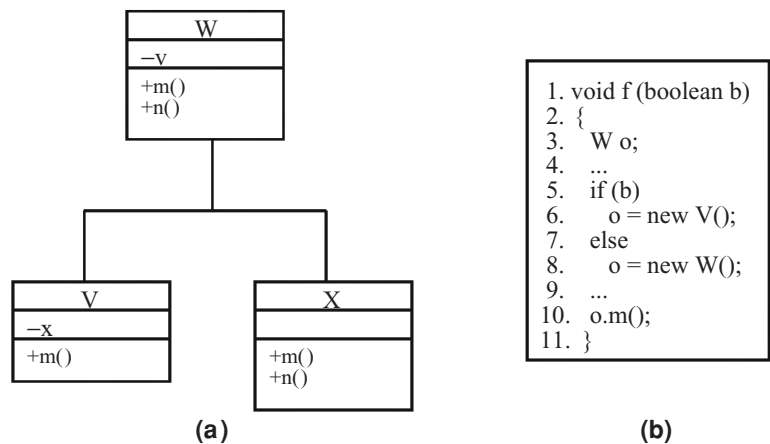 W
–v
+m()
+n()
V
–x
+m()
X
+m()
+n()
(a)
1. void f (boolean b)
2. {
3. W o;
4. ...
5. if (b)
6. o = new V();
7. else
8. o = new W();
9. ...
10. o.m();
11. }
(b)